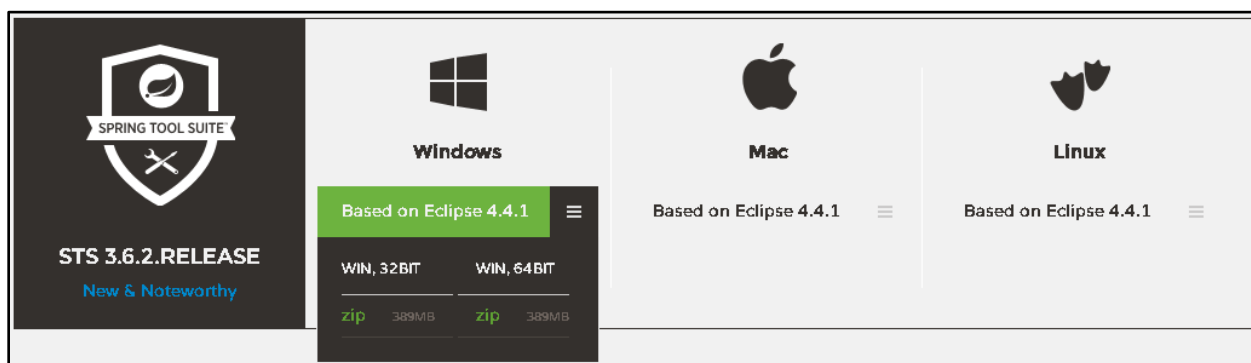 SPRING TOOL SUITE™
STS 3.6.2.RELEASE
New & Noteworthy
Windows
Based on Eclipse 4.4.1
WIN, 32BIT
WIN, 64BIT
zip 389MB
zip 389MB
Mac
Based on Eclipse 4.4.1
Linux
Based on Eclipse 4.4.1